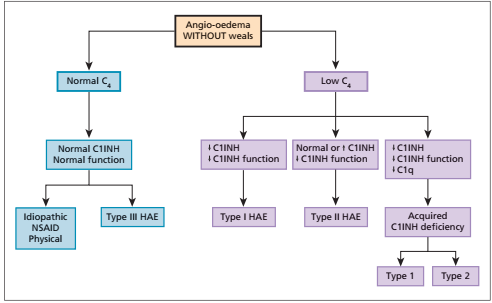 Angio-oedema
WITHOUT weals
Normal C₄
Low C₄
Normal C1INH
Normal function
↓ C1INH
↓ C1INH function
Normal or ↑ C1INH
↓ C1INH function
↓ C1INH
↓ C1INH function
↓ C1q
Idiopathic
NSAID
Physical
Type III HAE
Type I HAE
Type II HAE
Acquired
C1INH deficiency
Type 1
Type 2